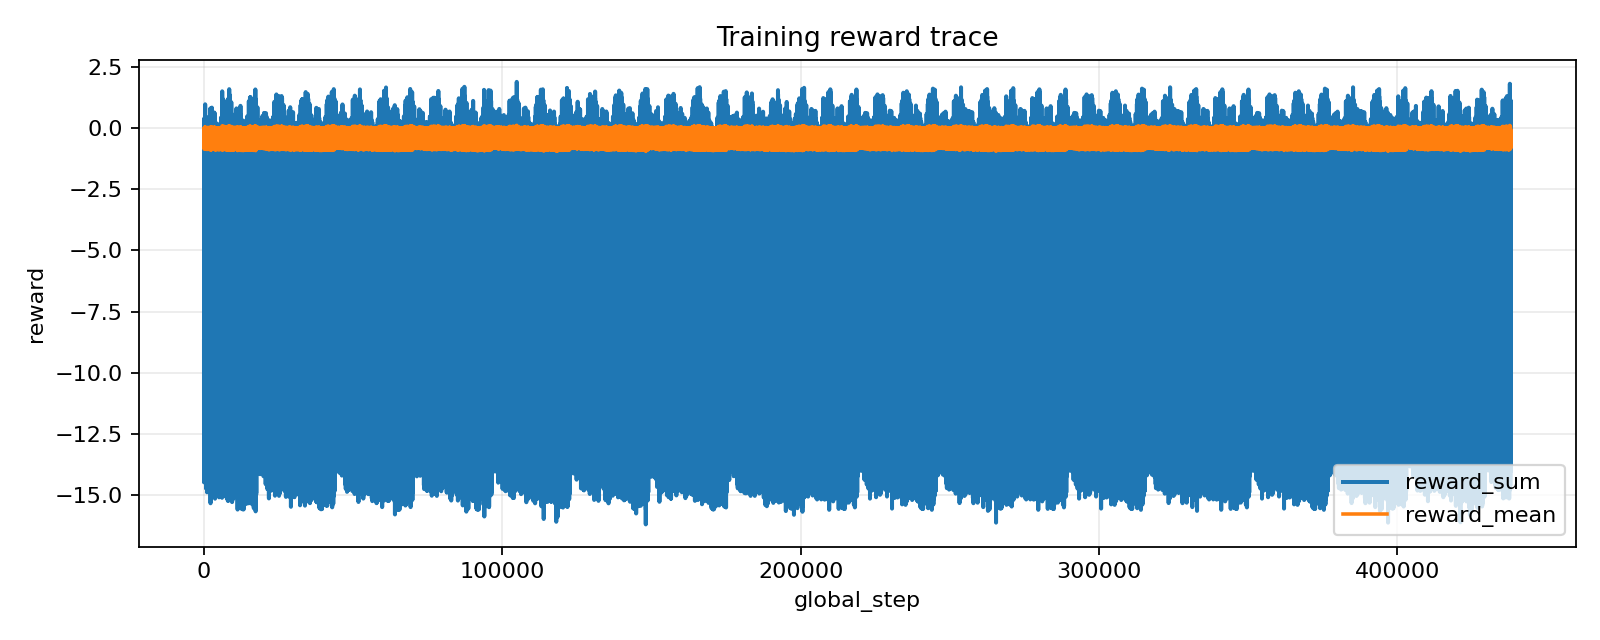 Training reward trace
2.5
0.0
−2.5
−5.0
−7.5
−10.0
−12.5
−15.0
reward
reward_sum
reward_mean
0 100000 200000 300000 400000
global_step